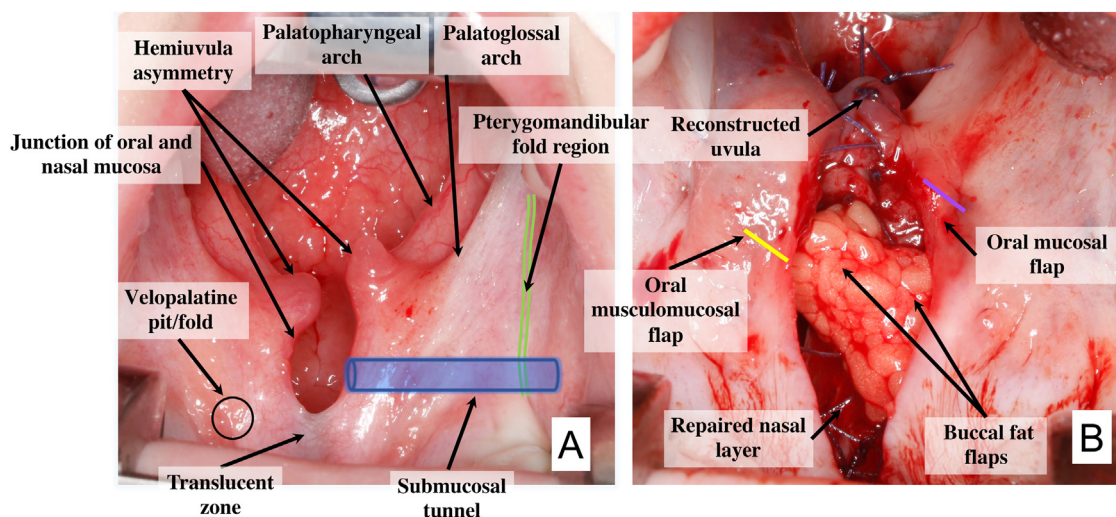 Hemiuvula
asymmetry
Palatopharyngeal
arch
Palatoglossal
arch
Junction of oral and
nasal mucosa
Pterygomandibular
fold region
Velopalatine
pit/fold
Translucent
zone
Submucosal
tunnel
A
B
Reconstructed
uvula
Oral mucosal
flap
Oral
musculomucosal
flap
Repaired nasal
layer
Buccal fat
flaps